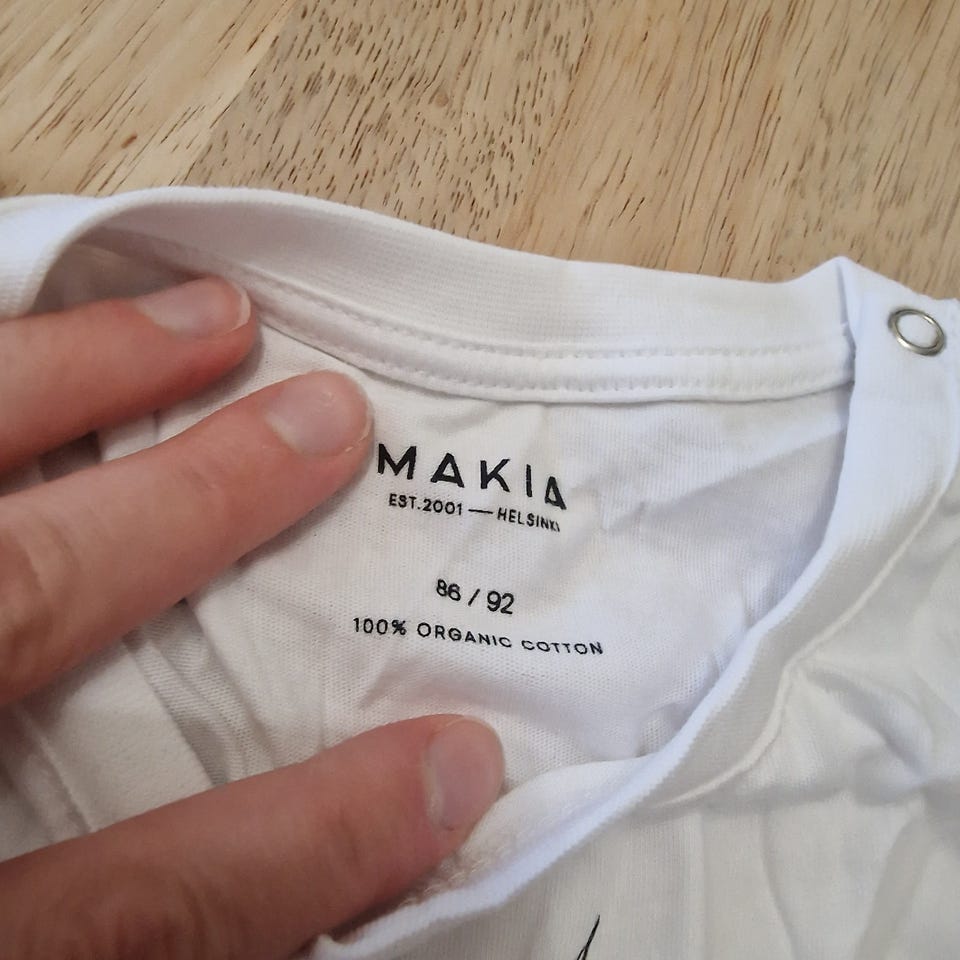 MAKIA
EST.2001 — HELSINKI
86 / 92
100% ORGANIC COTTON